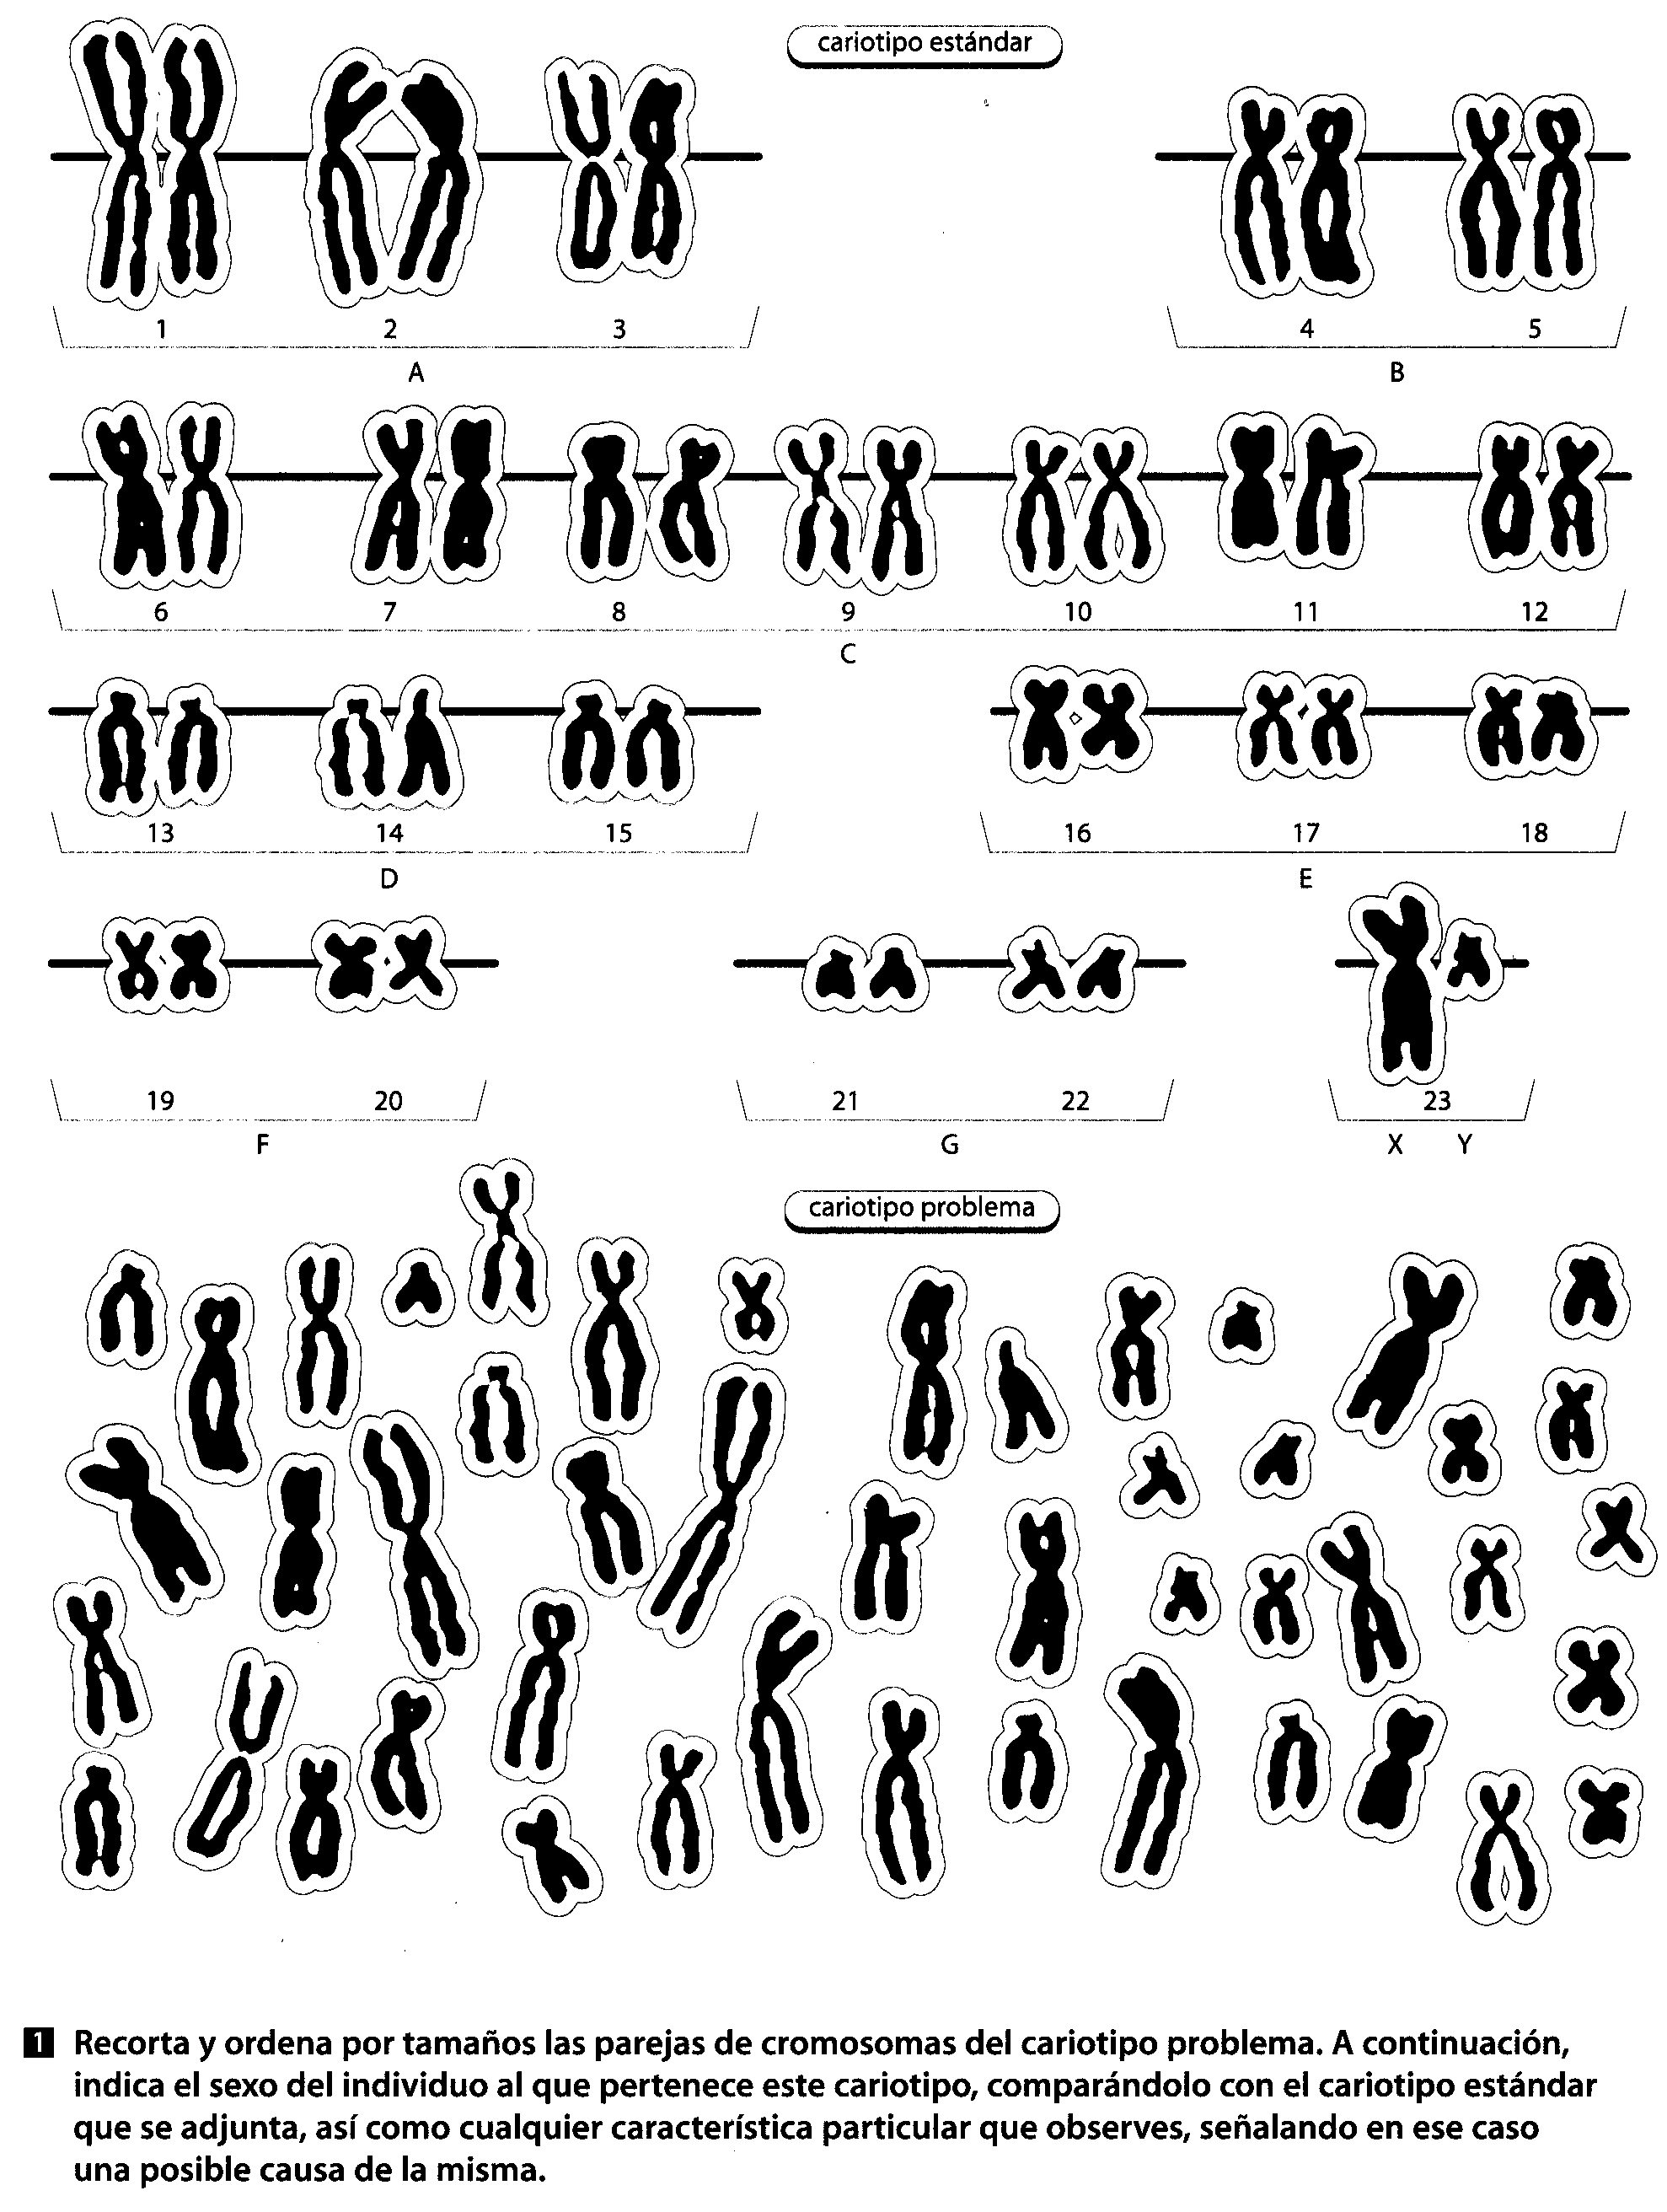 cariotipo estándar
1 2 3 4 5
A B
6 7 8 9 10 11 12
C
13 14 15 16 17 18
D E
19 20 21 22 23
F G X Y
cariotipo problema
1 Recorta y ordena por tamaños las parejas de cromosomas del cariotipo problema. A continuación,
indica el sexo del individuo al que pertenece este cariotipo, comparándolo con el cariotipo estándar
que se adjunta, así como cualquier característica particular que observes, señalando en ese caso
una posible causa de la misma.